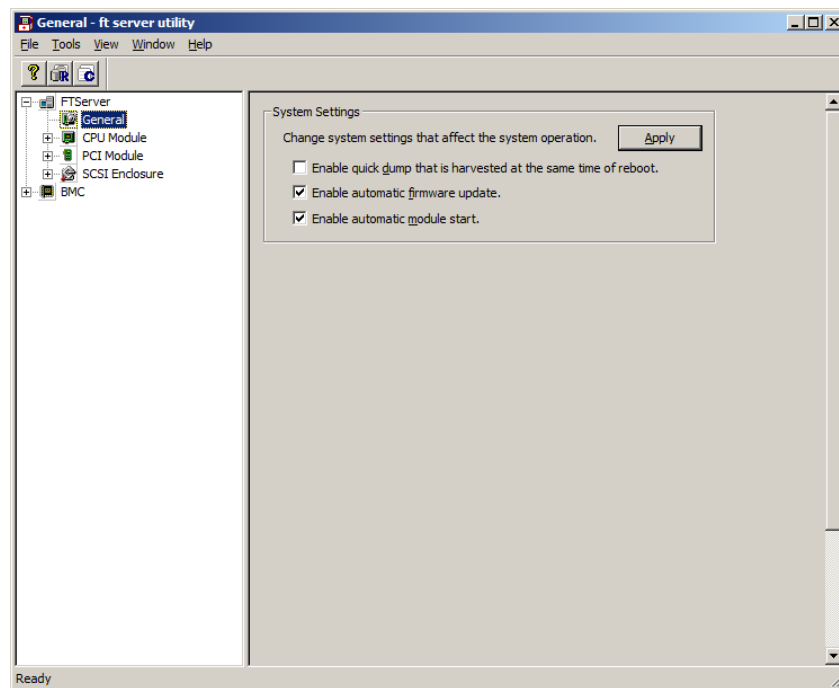 General - ft server utility
File Tools View Window Help
FTServer
General
CPU Module
PCI Module
SCSI Enclosure
BMC
System Settings
Change system settings that affect the system operation. Apply
Enable quick dump that is harvested at the same time of reboot.
Enable automatic firmware update.
Enable automatic module start.
Ready